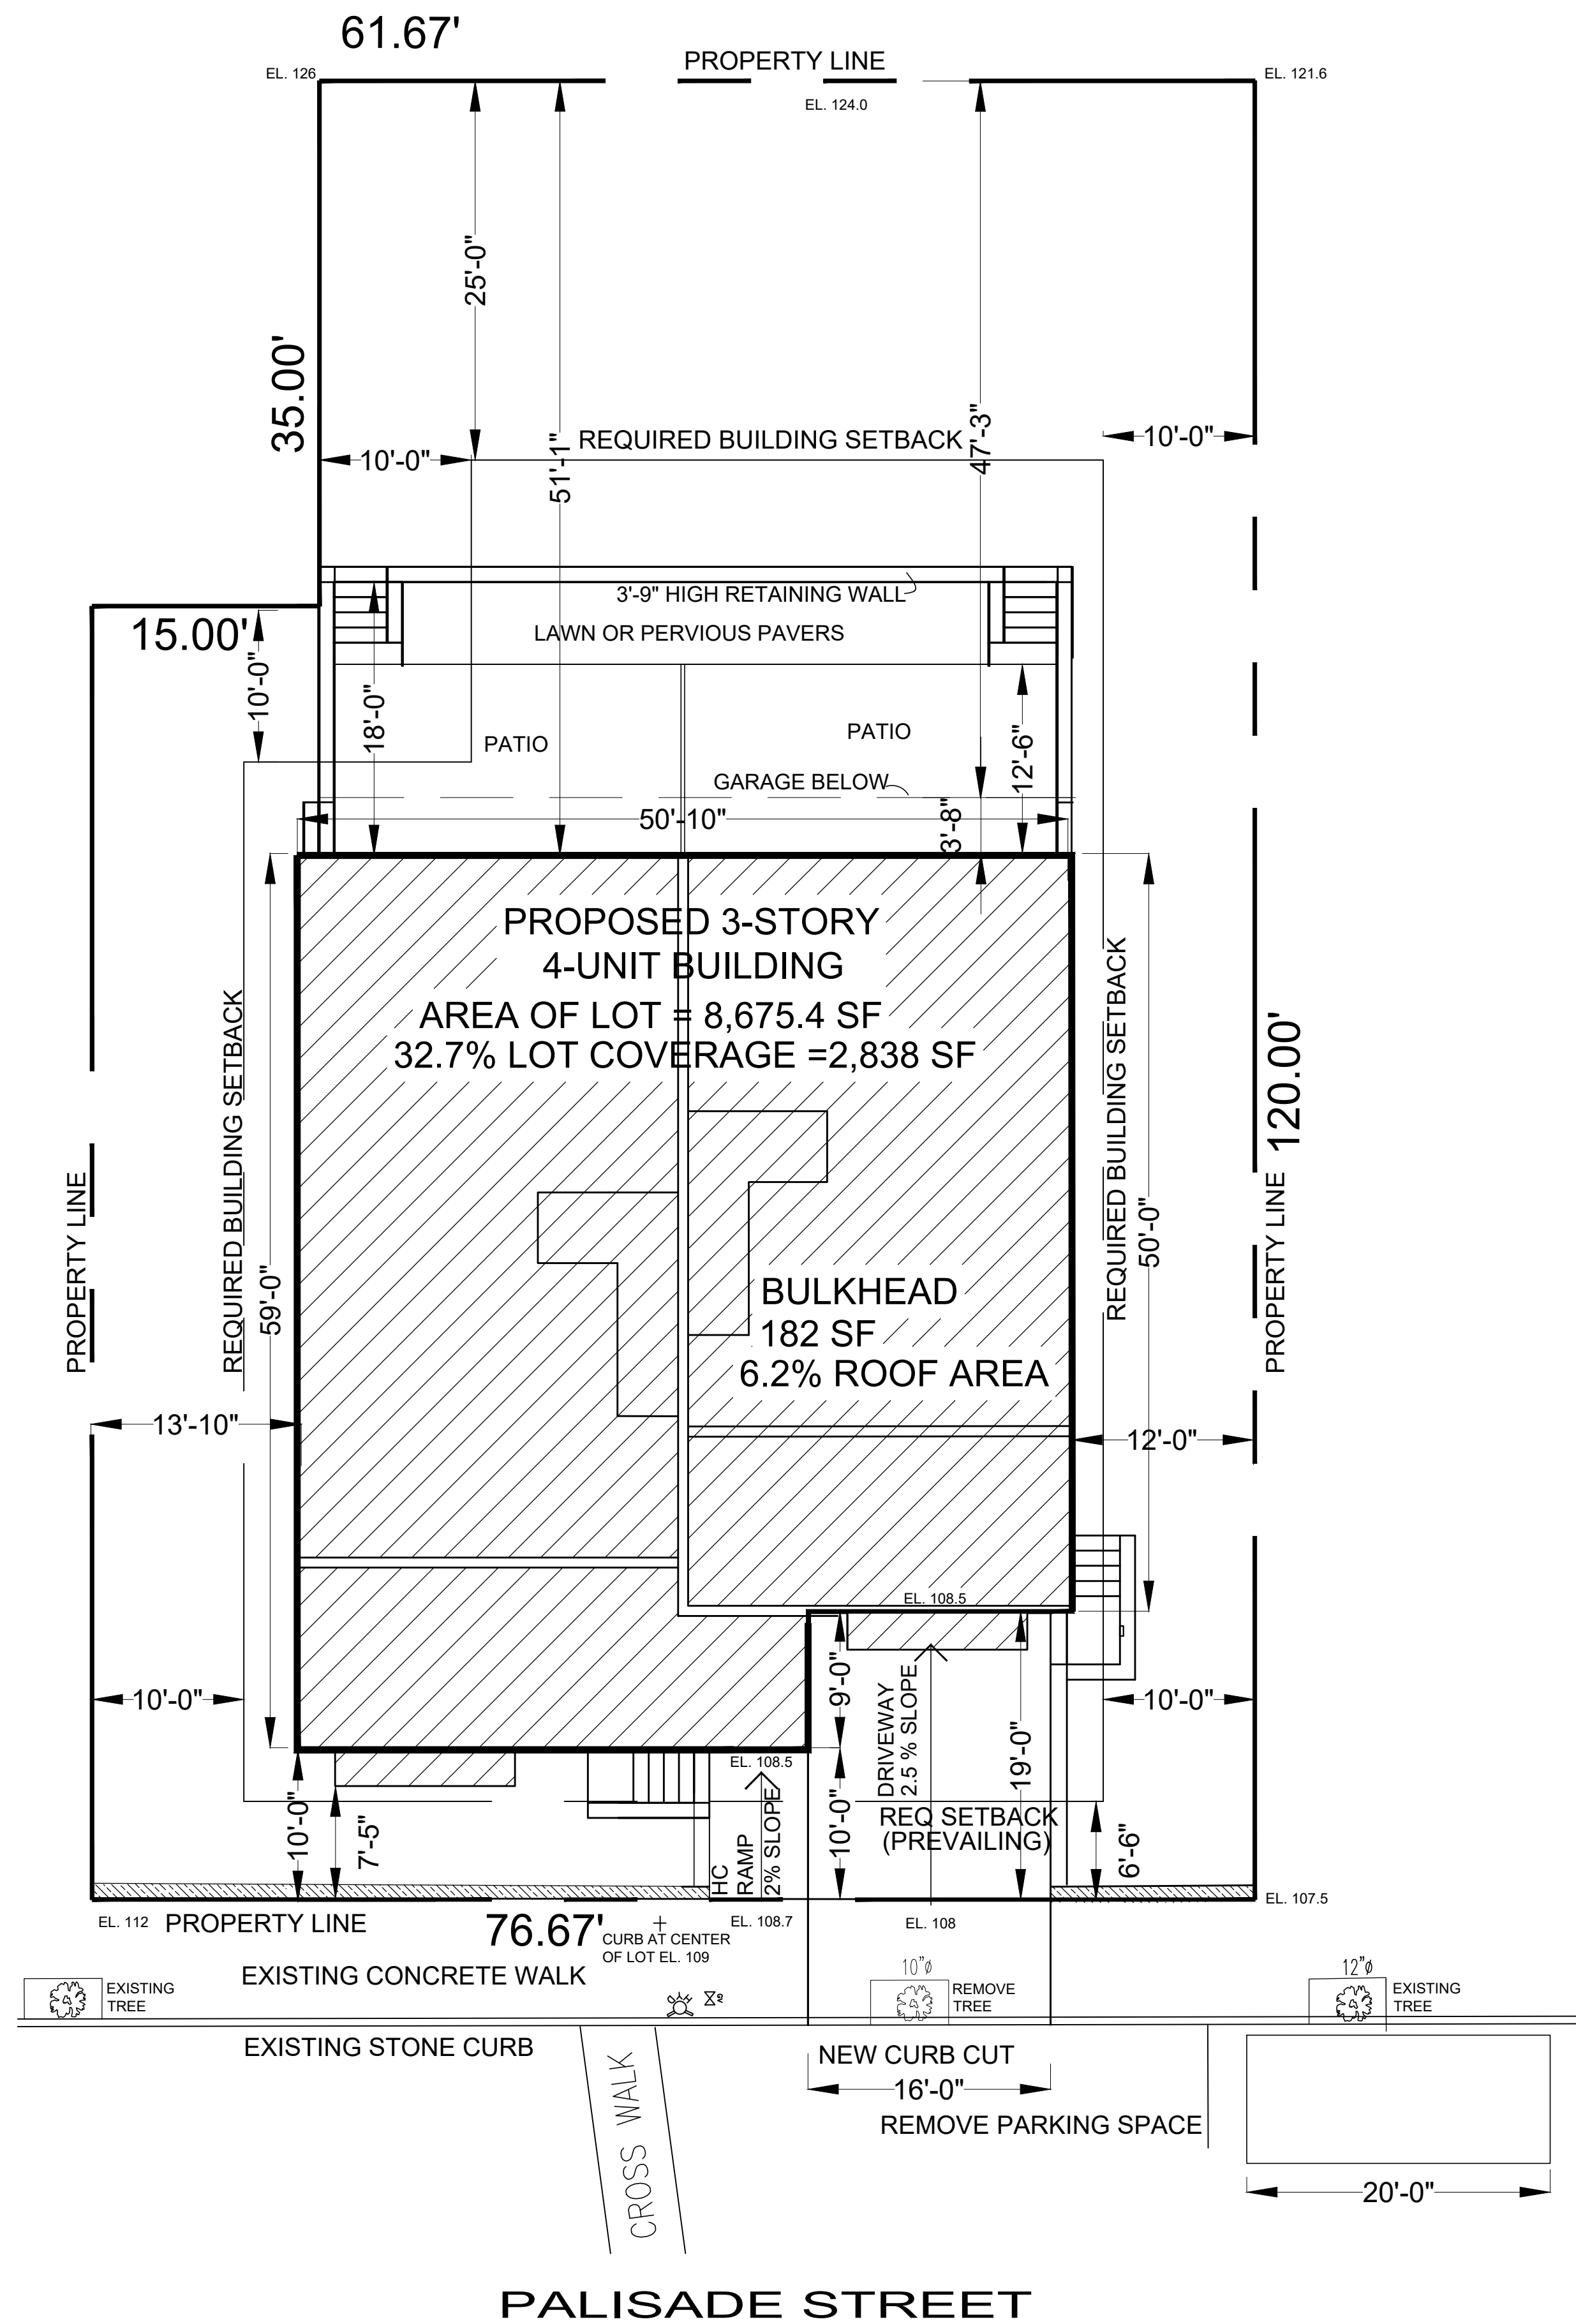 61.67'
PROPERTY LINE
EL. 126
EL. 121.6
EL. 124.0
25'-0"
35.00'
51'-1"
47'-3"
REQUIRED BUILDING SETBACK
10'-0"
10'-0"
3'-9" HIGH RETAINING WALL
LAWN OR PERVIOUS PAVERS
15.00'
10'-0"
18'-0"
PATIO
PATIO
12'-6"
GARAGE BELOW
50'-10"
3'-8"
PROPOSED 3-STORY
4-UNIT BUILDING
AREA OF LOT = 8,675.4 SF
32.7% LOT COVERAGE =2,838 SF
REQUIRED BUILDING SETBACK
REQUIRED BUILDING SETBACK
120.00'
PROPERTY LINE
PROPERTY LINE
59'-0"
50'-0"
BULKHEAD
182 SF
6.2% ROOF AREA
13'-10"
12'-0"
EL. 108.5
10'-0"
9'-0"
DRIVEWAY
2.5 % SLOPE
19'-0"
10'-0"
EL. 108.5
10'-0"
7'-5"
HC
RAMP
2% SLOPE
10'-0"
REQ SETBACK
(PREVAILING)
6'-6"
EL. 112
PROPERTY LINE
76.67'
CURB AT CENTER
OF LOT EL. 109
EL. 108.7
EL. 108
EL. 107.5
EXISTING CONCRETE WALK
EXISTING
TREE
10"ø
REMOVE
TREE
12"ø
EXISTING
TREE
EXISTING STONE CURB
NEW CURB CUT
16'-0"
REMOVE PARKING SPACE
CROSS WALK
20'-0"
PALISADE STREET